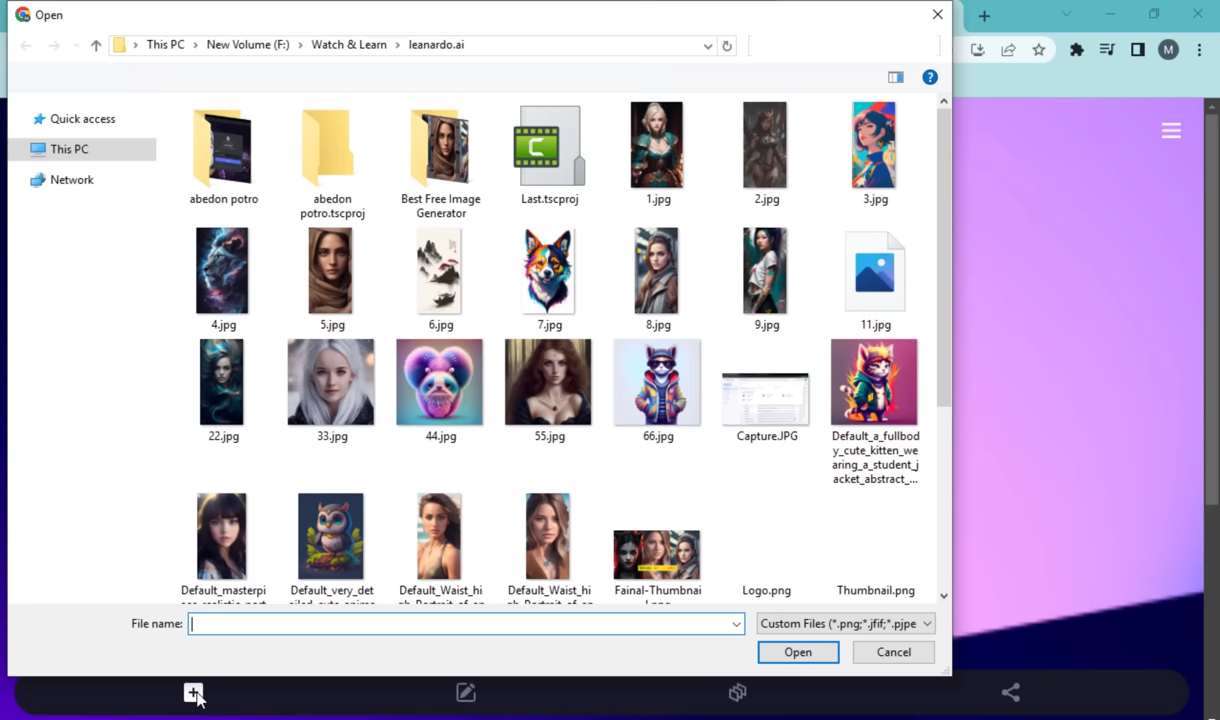 Open
This PC > New Volume (F:) > Watch & Learn > leanardo.ai
M
?
Quick access
This PC
Network
abedon potro
abedon
potro.tscproj
Best Free Image
Generator
C
Last.tscproj
1.jpg
2.jpg
3.jpg
4.jpg
5.jpg
6.jpg
7.jpg
8.jpg
9.jpg
11.jpg
22.jpg
33.jpg
44.jpg
55.jpg
66.jpg
Capture.JPG
Default_a_fullbod
y_cute_kitten_we
aring_a_student_j
acket_abstract_...
Default_masterpi
Default_very_det
Default_Waist_hi
Default_Waist_hi
Fainal-Thumbnai
Logo.png
Thumbnail.png
File name:
Custom Files (*.png;*.jfif;*.pjpe
Open
Cancel